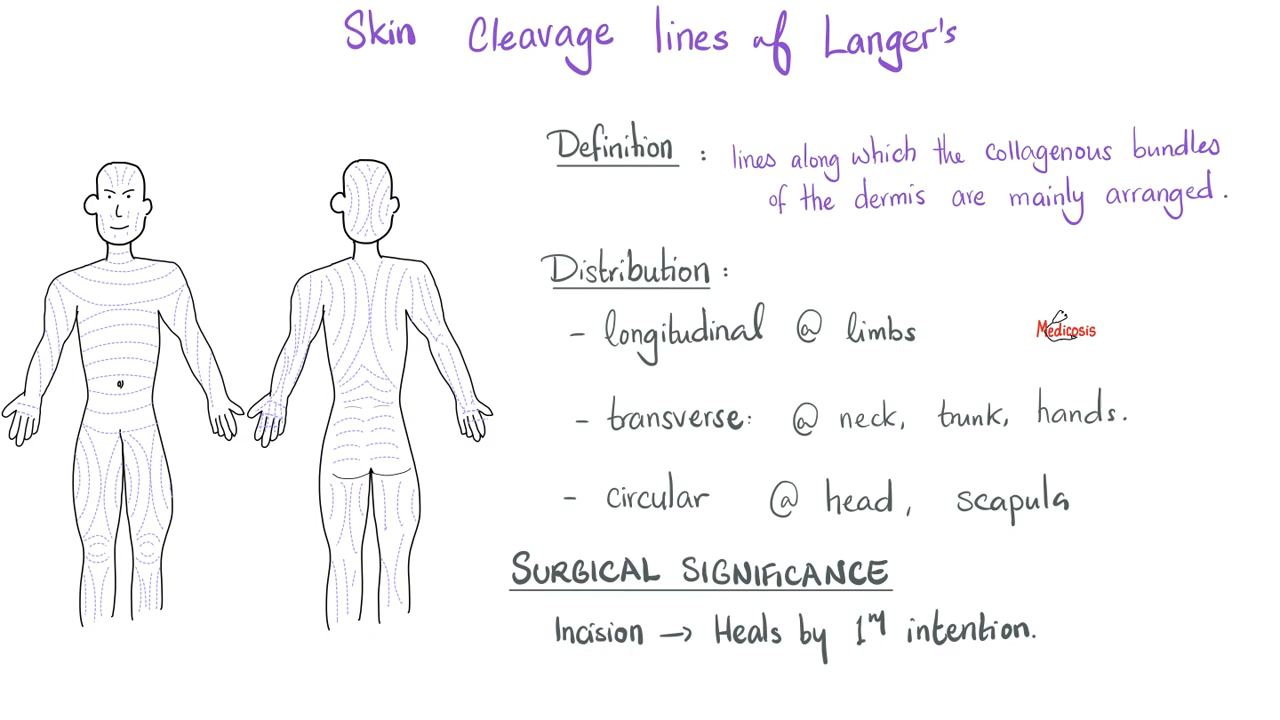 Skin Cleavage lines of Langer's
Definition : lines along which the collagenous bundles
of the dermis are mainly arranged.
Distribution :
- longitudinal @ limbs
Medicosis
- transverse: @ neck, trunk, hands.
- circular @ head, scapula
SURGICAL SIGNIFICANCE
Incision → Heals by 1ry intention.